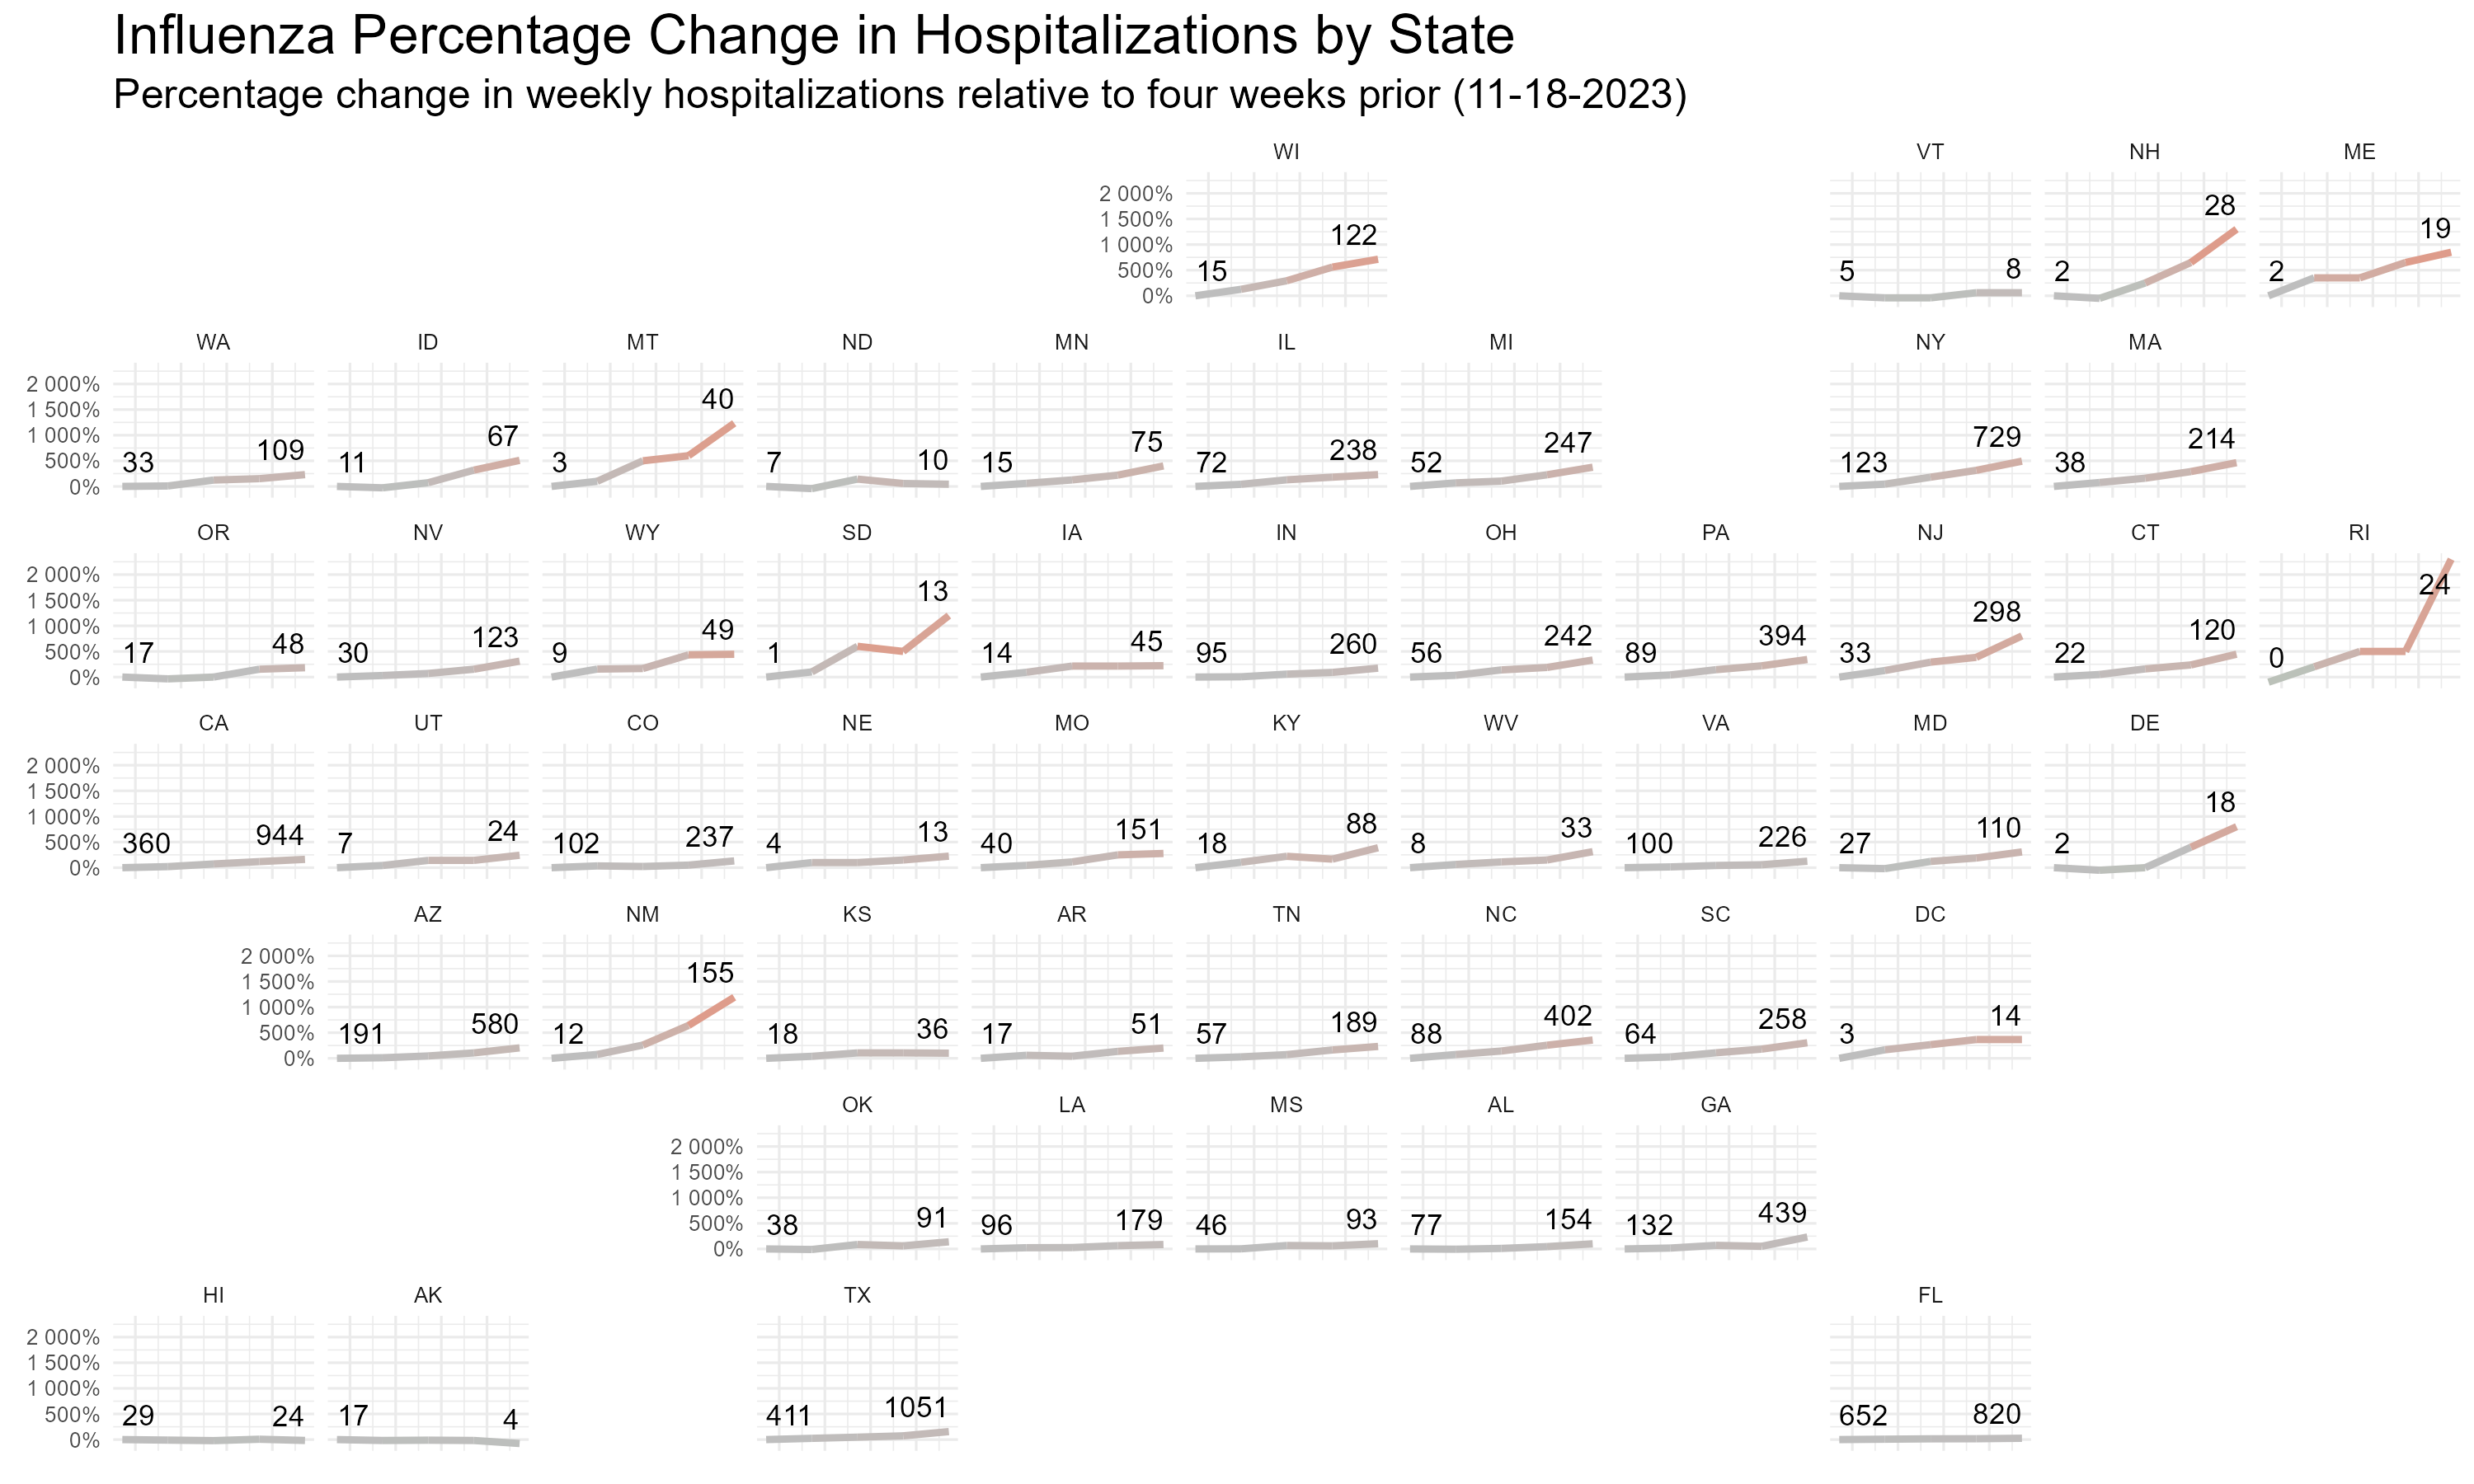 Influenza Percentage Change in Hospitalizations by State
Percentage change in weekly hospitalizations relative to four weeks prior (11-18-2023)
WI VT NH ME
2 000%
1 500%
1 000%
500%
0%
15 122 5 8 2 28 2 19
WA ID MT ND MN IL MI NY MA
2 000%
1 500%
1 000%
500%
0%
33 109 11 67 3 40 7 10 15 75 72 238 52 247 123 729 38 214
OR NV WY SD IA IN OH PA NJ CT RI
2 000%
1 500%
1 000%
500%
0%
17 48 30 123 9 49 1 13 14 45 95 260 56 242 89 394 33 298 22 120 0 24
CA UT CO NE MO KY WV VA MD DE
2 000%
1 500%
1 000%
500%
0%
360 944 7 24 102 237 4 13 40 151 18 88 8 33 100 226 27 110 2 18
AZ NM KS AR TN NC SC DC
2 000%
1 500%
1 000%
500%
0%
191 580 12 155 18 36 17 51 57 189 88 402 64 258 3 14
OK LA MS AL GA
2 000%
1 500%
1 000%
500%
0%
38 91 96 179 46 93 77 154 132 439
HI AK TX FL
2 000%
1 500%
1 000%
500%
0%
29 24 17 4 411 1051 652 820